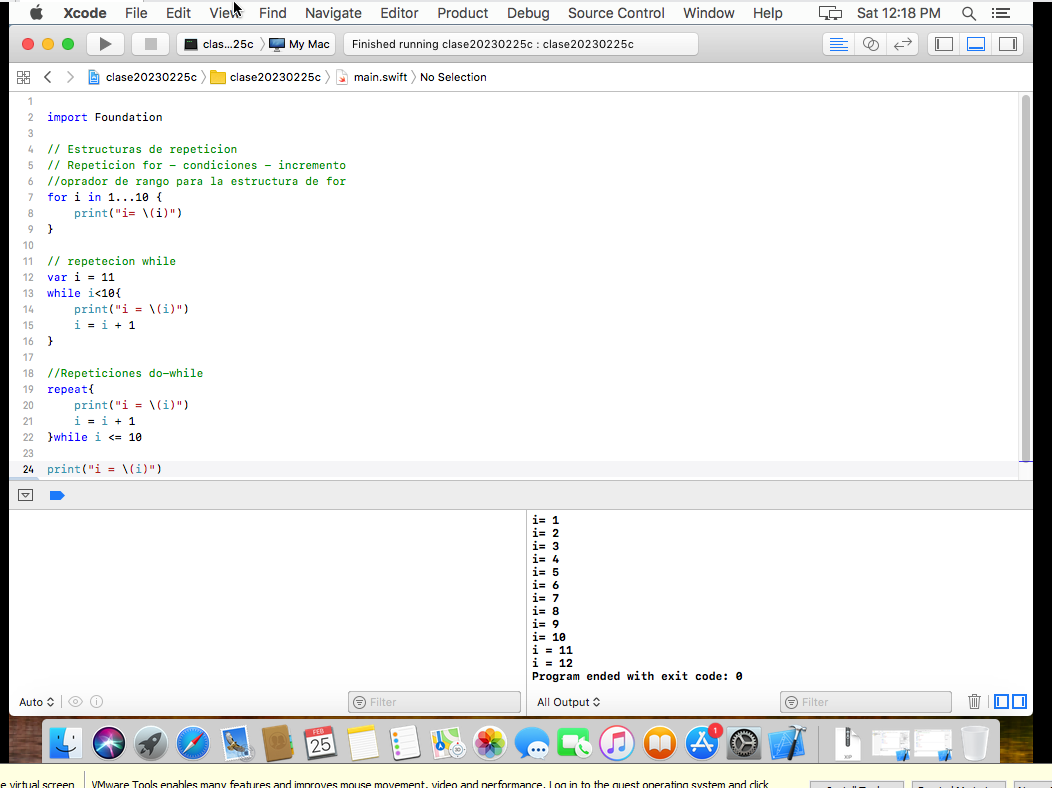 Xcode File Edit View Find Navigate Editor Product Debug Source Control Window Help Sat 12:18 PM
clas...25c My Mac Finished running clase20230225c : clase20230225c
clase20230225c clase20230225c main.swift No Selection
1
2 import Foundation
3
4 // Estructuras de repeticion
5 // Repeticion for – condiciones – incremento
6 //oprador de rango para la estructura de for
7 for i in 1...10 {
8 print("i= \(i)")
9 }
10
11 // repetecion while
12 var i = 11
13 while i<10{
14 print("i = \(i)")
15 i = i + 1
16 }
17
18 //Repeticiones do-while
19 repeat{
20 print("i = \(i)")
21 i = i + 1
22 }while i <= 10
23
24 print("i = \(i)")
i= 1
i= 2
i= 3
i= 4
i= 5
i= 6
i= 7
i= 8
i= 9
i= 10
i = 11
i = 12
Program ended with exit code: 0
Auto Filter All Output Filter
FEB
25
1
e virtual screen VMware Tools enables many features and improves mouse movement, video and performance. Log in to the guest operating system and click